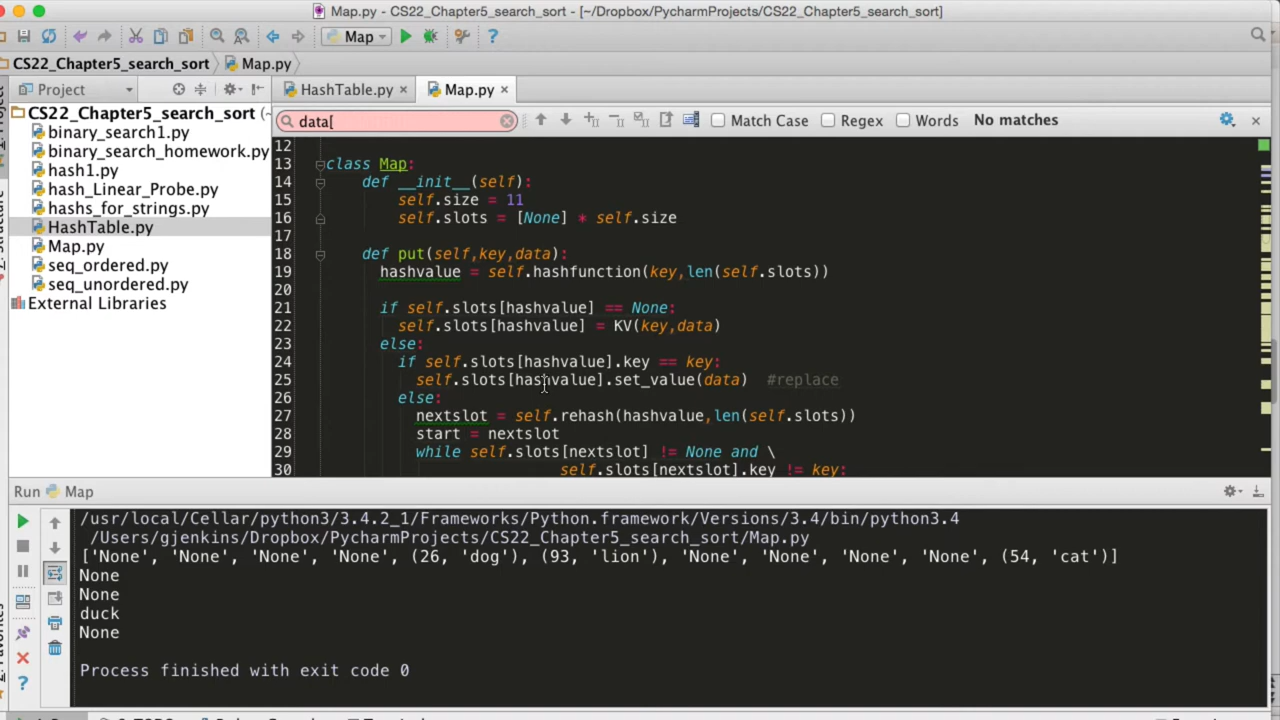 Map.py - CS22_Chapter5_search_sort - [~/Dropbox/PycharmProjects/CS22_Chapter5_search_sort]
Map
CS22_Chapter5_search_sort Map.py
Project HashTable.py Map.py
CS22_Chapter5_search_sort
binary_search1.py
binary_search_homework.py
hash1.py
hash_Linear_Probe.py
hashs_for_strings.py
HashTable.py
Map.py
seq_ordered.py
seq_unordered.py
External Libraries
data[ Match Case Regex Words No matches
12
13 class Map:
14 def __init__(self):
15 self.size = 11
16 self.slots = [None] * self.size
17
18 def put(self,key,data):
19 hashvalue = self.hashfunction(key,len(self.slots))
20
21 if self.slots[hashvalue] == None:
22 self.slots[hashvalue] = KV(key,data)
23 else:
24 if self.slots[hashvalue].key == key:
25 self.slots[hashvalue].set_value(data) #replace
26 else:
27 nextslot = self.rehash(hashvalue,len(self.slots))
28 start = nextslot
29 while self.slots[nextslot] != None and \
30 self.slots[nextslot].key != key:
Run Map
/usr/local/Cellar/python3/3.4.2_1/Frameworks/Python.framework/Versions/3.4/bin/python3.4
/Users/gjenkins/Dropbox/PycharmProjects/CS22_Chapter5_search_sort/Map.py
['None', 'None', 'None', 'None', (26, 'dog'), (93, 'lion'), 'None', 'None', 'None', 'None', (54, 'cat')]
None
None
duck
None
Process finished with exit code 0